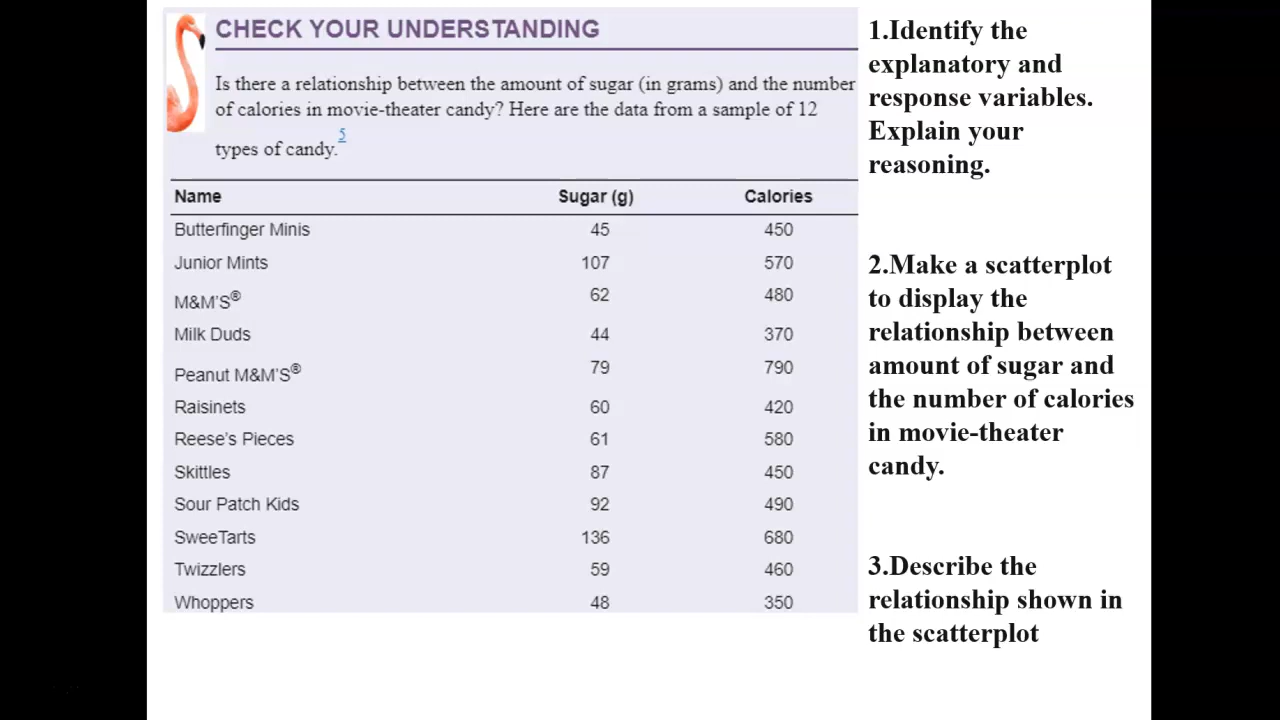 CHECK YOUR UNDERSTANDING
Is there a relationship between the amount of sugar (in grams) and the number
of calories in movie-theater candy? Here are the data from a sample of 12
types of candy.5
Name Sugar (g) Calories
Butterfinger Minis 45 450
Junior Mints 107 570
M&M'S® 62 480
Milk Duds 44 370
Peanut M&M'S® 79 790
Raisinets 60 420
Reese's Pieces 61 580
Skittles 87 450
Sour Patch Kids 92 490
SweeTarts 136 680
Twizzlers 59 460
Whoppers 48 350
1.Identify the
explanatory and
response variables.
Explain your
reasoning.
2.Make a scatterplot
to display the
relationship between
amount of sugar and
the number of calories
in movie-theater
candy.
3.Describe the
relationship shown in
the scatterplot